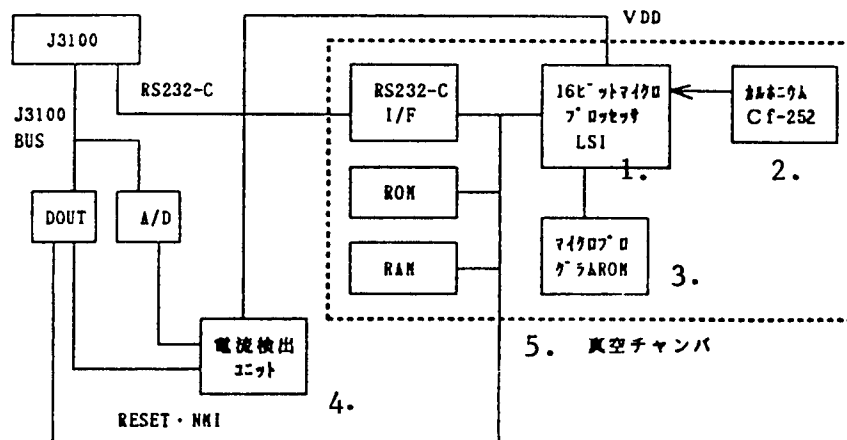 VDD
J3100
RS232-C
RS232-C
I/F
16ビットマイクロ
プロッセッサ
LSI
1.
カルホニウム
Cf-252
2.
J3100
BUS
DOUT
A/D
ROM
RAM
マイクロプロ
グラムROM
3.
電流検出
ユニット
4.
5. 真空チャンバ
RESET・NMI